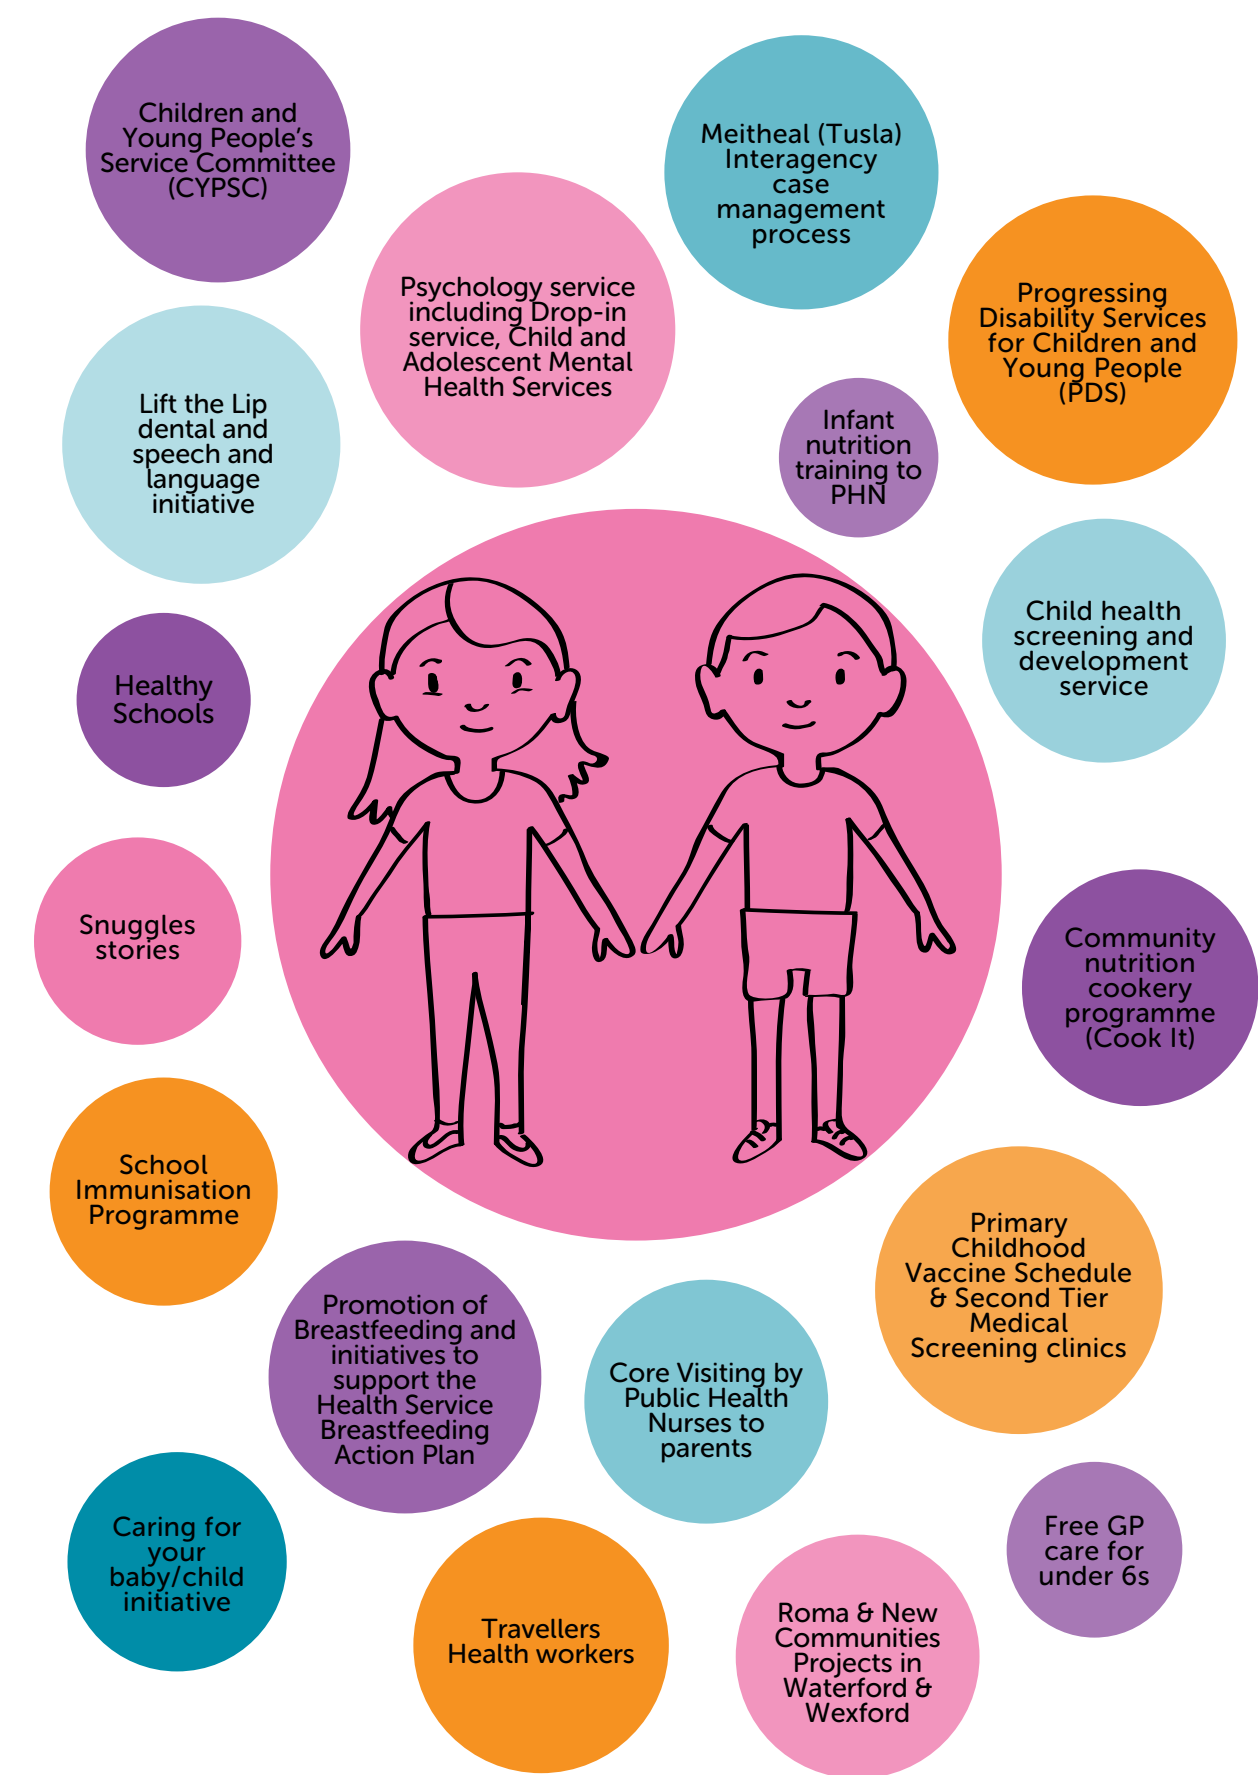 Children and
Young People's
Service Committee
(CYPSC)
Meitheal (Tusla)
Interagency
case
management
process
Psychology service
including Drop-in
service, Child and
Adolescent Mental
Health Services
Progressing
Disability Services
for Children and
Young People
(PDS)
Lift the Lip
dental and
speech and
language
initiative
Infant
nutrition
training to
PHN
Child health
screening and
development
service
Healthy
Schools
Snuggles
stories
Community
nutrition
cookery
programme
(Cook It)
School
Immunisation
Programme
Primary
Childhood
Vaccine Schedule
& Second Tier
Medical
Screening clinics
Promotion of
Breastfeeding and
initiatives to
support the
Health Service
Breastfeeding
Action Plan
Core Visiting by
Public Health
Nurses to
parents
Caring for
your
baby/child
initiative
Free GP
care for
under 6s
Travellers
Health workers
Roma & New
Communities
Projects in
Waterford &
Wexford